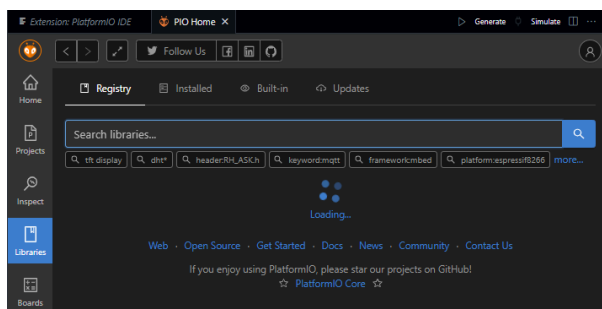 Extension: PlatformIO IDE PIO Home Generate Simulate
Follow Us
Home
Registry Installed Built-in Updates
Search libraries...
Projects
tft display dht* header:RH_ASK.h keyword:mqtt framework:mbed platform:espressif8266 more...
Inspect
Loading...
Libraries
Web · Open Source · Get Started · Docs · News · Community · Contact Us
If you enjoy using PlatformIO, please star our projects on GitHub!
☆ PlatformIO Core ☆
Boards